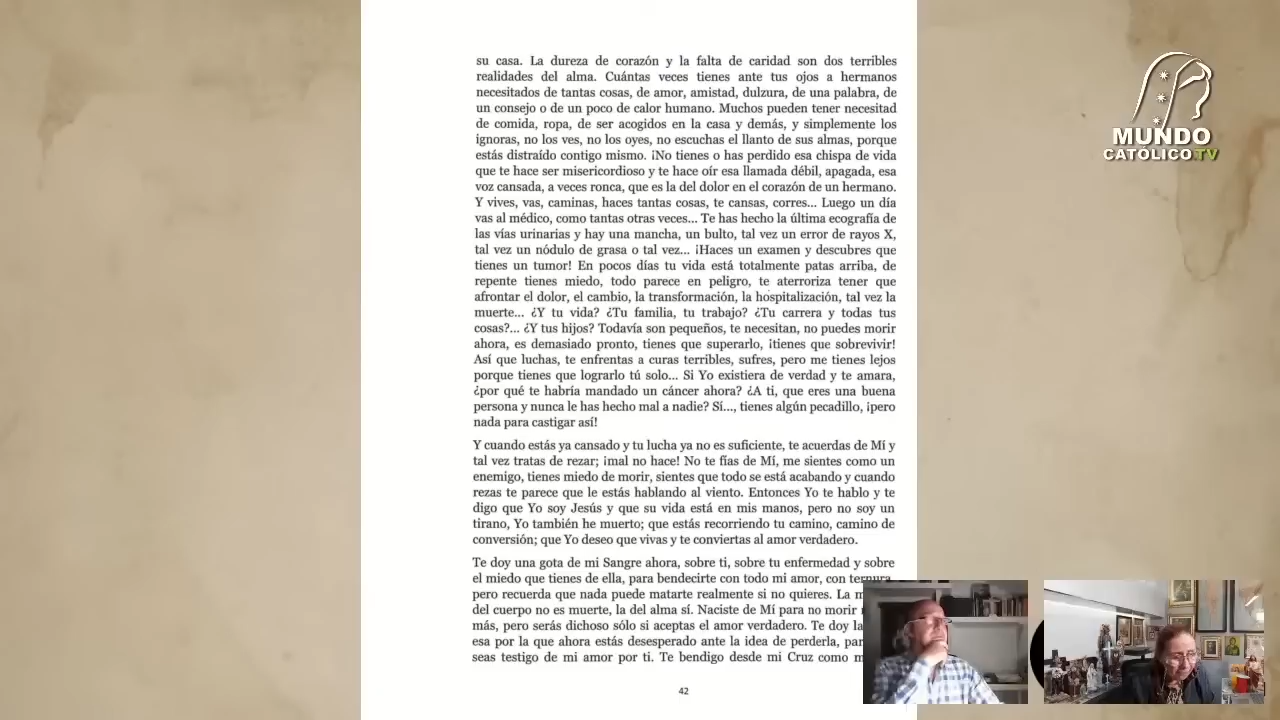 su casa. La dureza de corazón y la falta de caridad son dos terribles
realidades del alma. Cuántas veces tienes ante tus ojos a hermanos
necesitados de tantas cosas, de amor, amistad, dulzura, de una palabra, de
un consejo o de un poco de calor humano. Muchos pueden tener necesidad
de comida, ropa, de ser acogidos en la casa y demás, y simplemente los
ignoras, no los ves, no los oyes, no escuchas el llanto de sus almas, porque
estás distraído contigo mismo. ¡No tienes o has perdido esa chispa de vida
que te hace ser misericordioso y te hace oír esa llamada débil, apagada, esa
voz cansada, a veces ronca, que es la del dolor en el corazón de un hermano.
Y vives, vas, caminas, haces tantas cosas, te cansas, corres... Luego un día
vas al médico, como tantas otras veces... Te has hecho la última ecografía de
las vías urinarias y hay una mancha, un bulto, tal vez un error de rayos X,
tal vez un nódulo de grasa o tal vez... ¡Haces un examen y descubres que
tienes un tumor! En pocos días tu vida está totalmente patas arriba, de
repente tienes miedo, todo parece en peligro, te aterroriza tener que
afrontar el dolor, el cambio, la transformación, la hospitalización, tal vez la
muerte... ¿Y tu vida? ¿Tu familia, tu trabajo? ¿Tu carrera y todas tus
cosas?... ¿Y tus hijos? Todavía son pequeños, te necesitan, no puedes morir
ahora, es demasiado pronto, tienes que superarlo, ¡tienes que sobrevivir!
Así que luchas, te enfrentas a curas terribles, sufres, pero me tienes lejos
porque tienes que lograrlo tú solo... Si Yo existiera de verdad y te amara,
¿por qué te habría mandado un cáncer ahora? ¿A ti, que eres una buena
persona y nunca le has hecho mal a nadie? Sí..., tienes algún pecadillo, ¡pero
nada para castigar así!
Y cuando estás ya cansado y tu lucha ya no es suficiente, te acuerdas de Mí y
tal vez tratas de rezar; ¡mal no hace! No te fías de Mí, me sientes como un
enemigo, tienes miedo de morir, sientes que todo se está acabando y cuando
rezas te parece que le estás hablando al viento. Entonces Yo te hablo y te
digo que Yo soy Jesús y que su vida está en mis manos, pero no soy un
tirano, Yo también he muerto; que estás recorriendo tu camino, camino de
conversión; que Yo deseo que vivas y te conviertas al amor verdadero.
Te doy una gota de mi Sangre ahora, sobre ti, sobre tu enfermedad y sobre
el miedo que tienes de ella, para bendecirte con todo mi amor, con ternura,
pero recuerda que nada puede matarte realmente si no quieres. La
del cuerpo no es muerte, la del alma sí. Naciste de Mí para no morir
más, pero serás dichoso sólo si aceptas el amor verdadero. Te doy
esa por la que ahora estás desesperado ante la idea de perderla,
seas testigo de mi amor por ti. Te bendigo desde mi Cruz como
42
MUNDO
CATÓLICO.TV